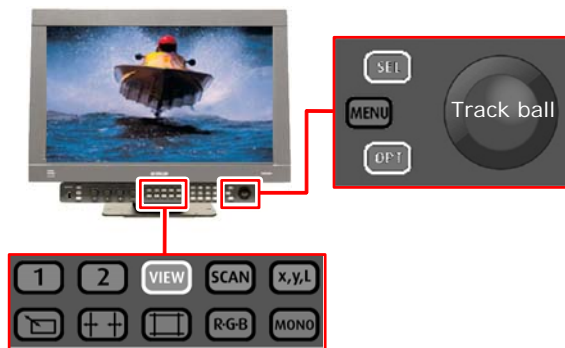 SEL
MENU
Track ball
OPT
1 2 VIEW SCAN x,y,L
R·G·B MONO